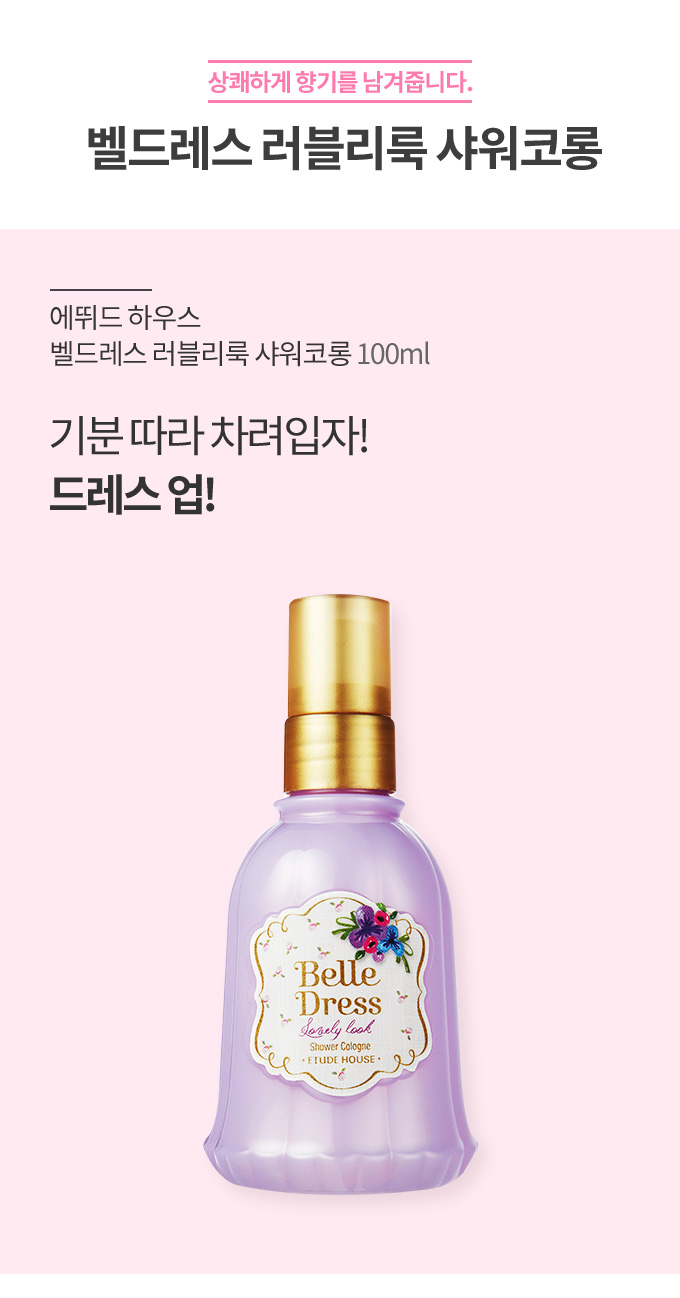 상쾌하게 향기를 남겨줍니다.
벨드레스 러블리룩 샤워코롱
에뛰드 하우스
벨드레스 러블리룩 샤워코롱 100ml
기분 따라 차려입자!
드레스 업!
Belle
Dress
Lovely look
Shower Cologne
• ETUDE HOUSE •